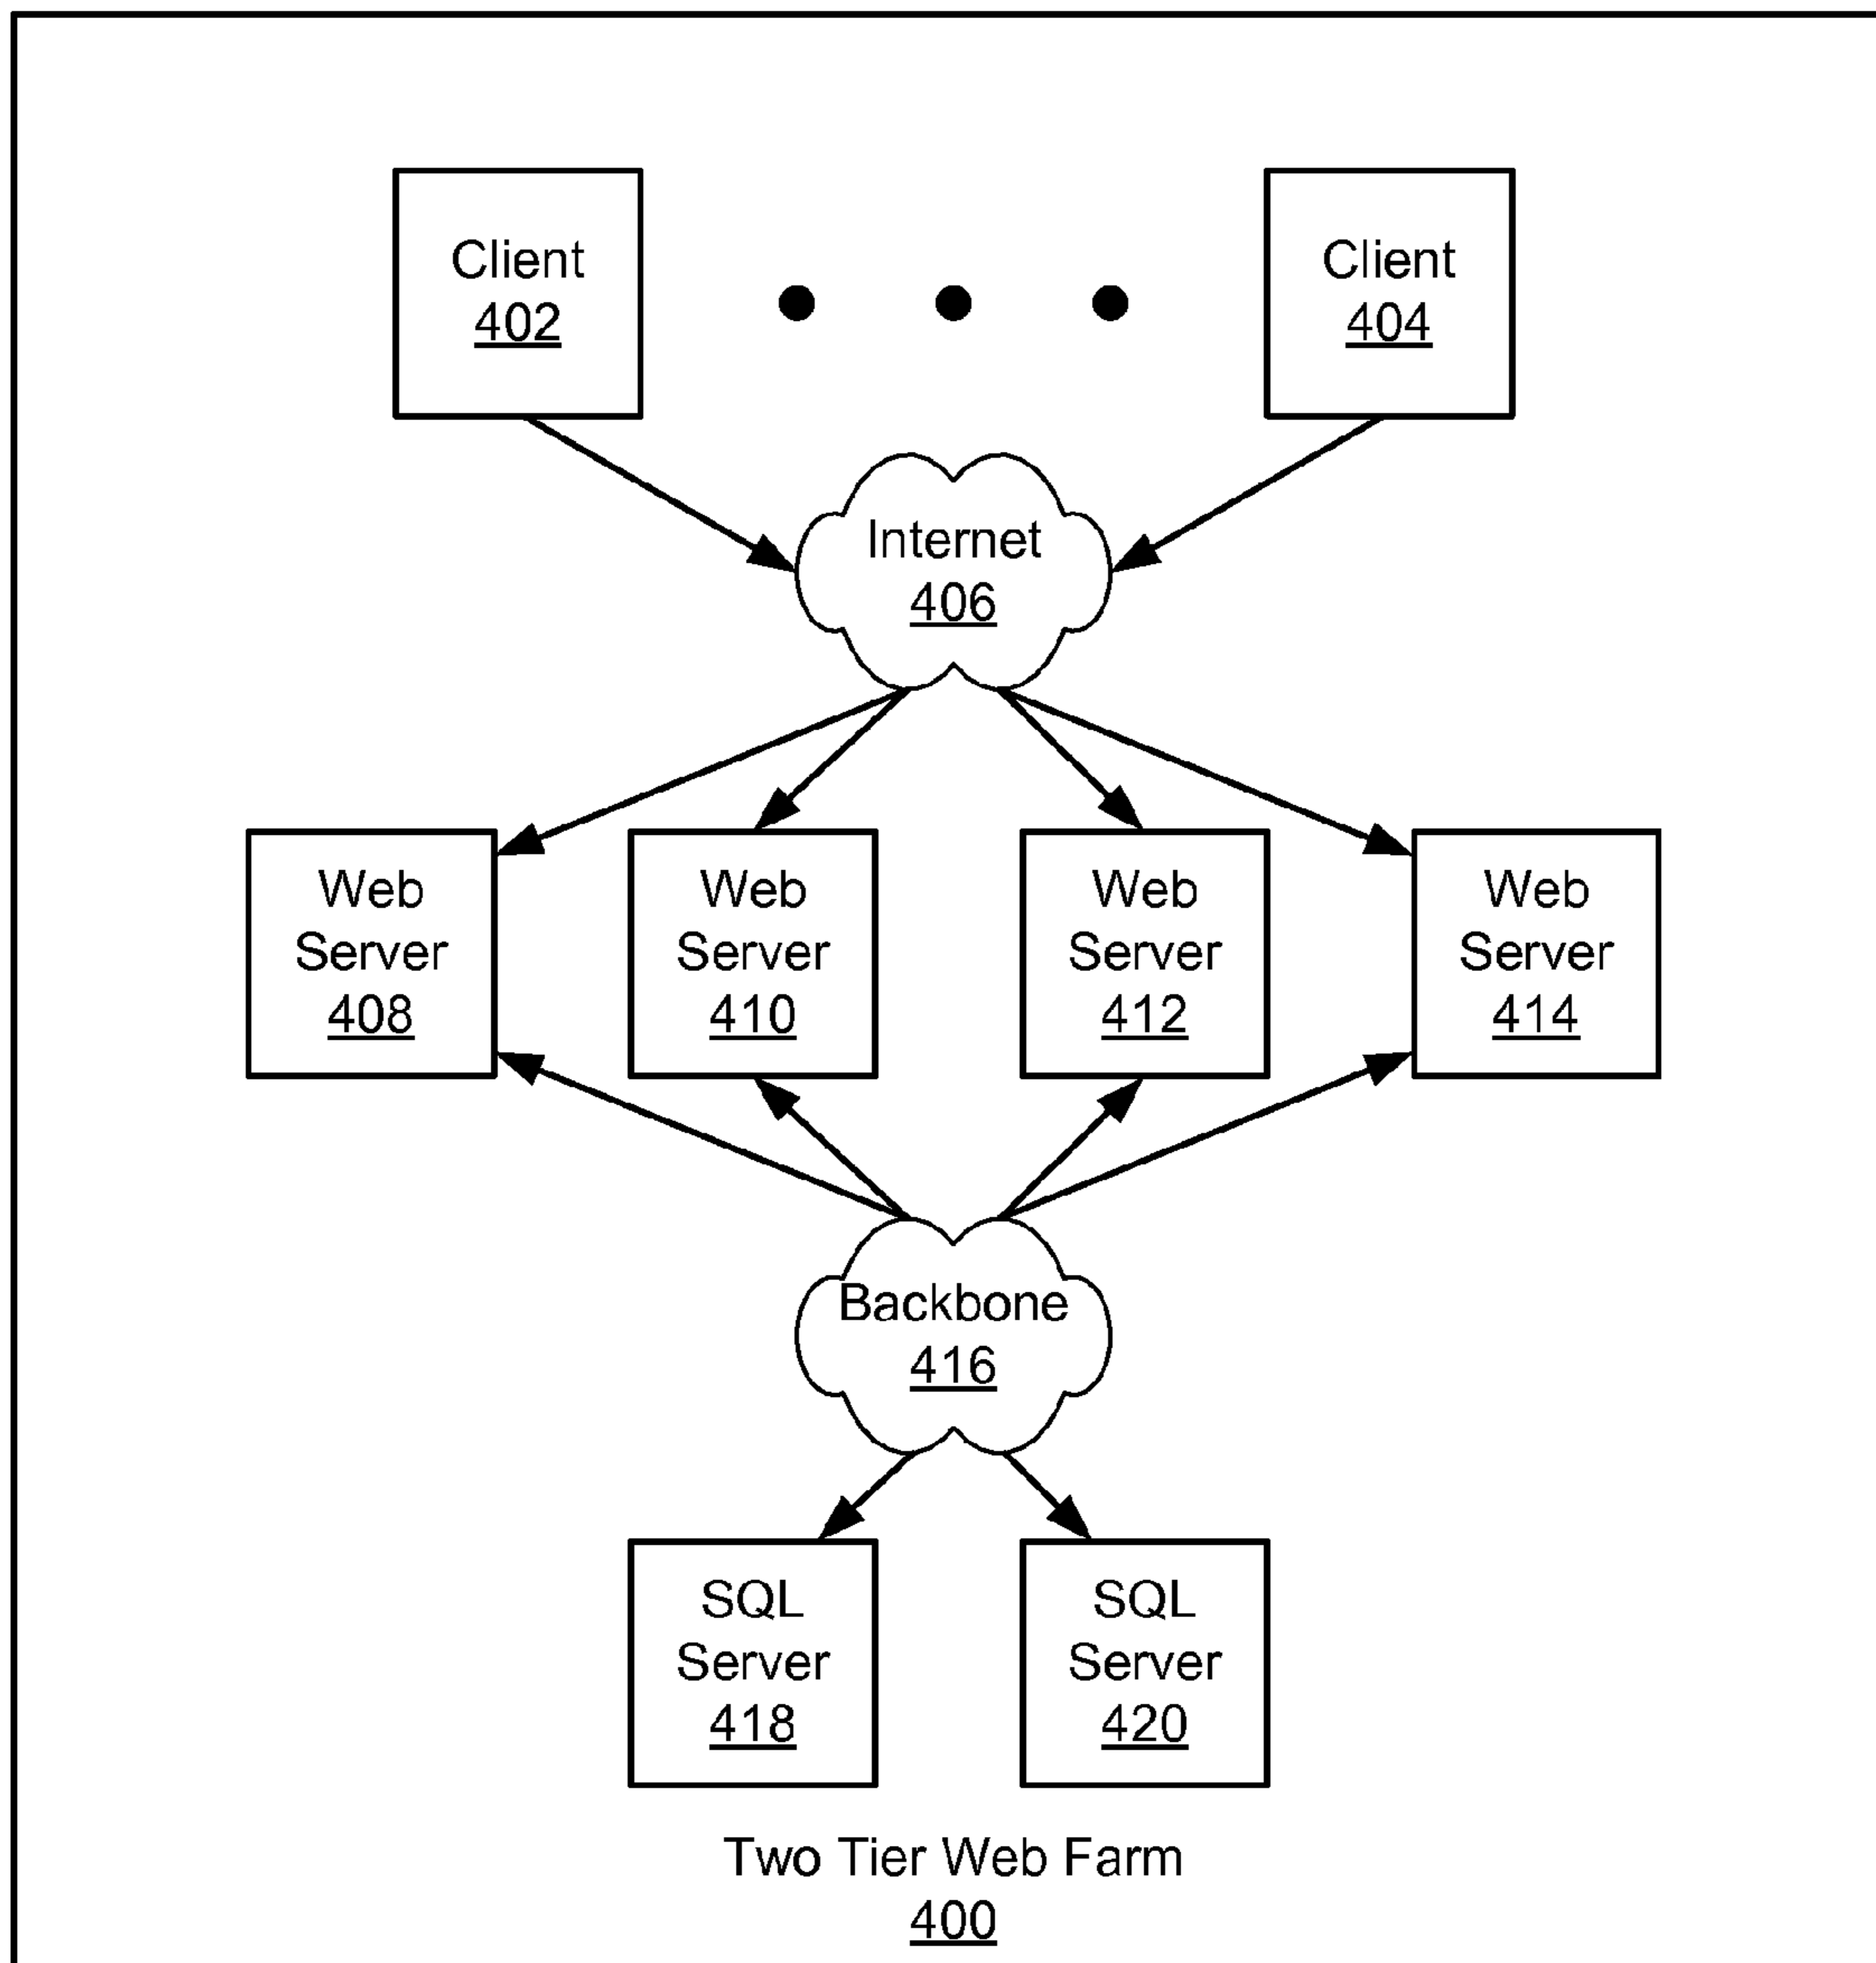 Client
402
Client
404
Internet
406
Web
Server
408
Web
Server
410
Web
Server
412
Web
Server
414
Backbone
416
SQL
Server
418
SQL
Server
420
Two Tier Web Farm
400